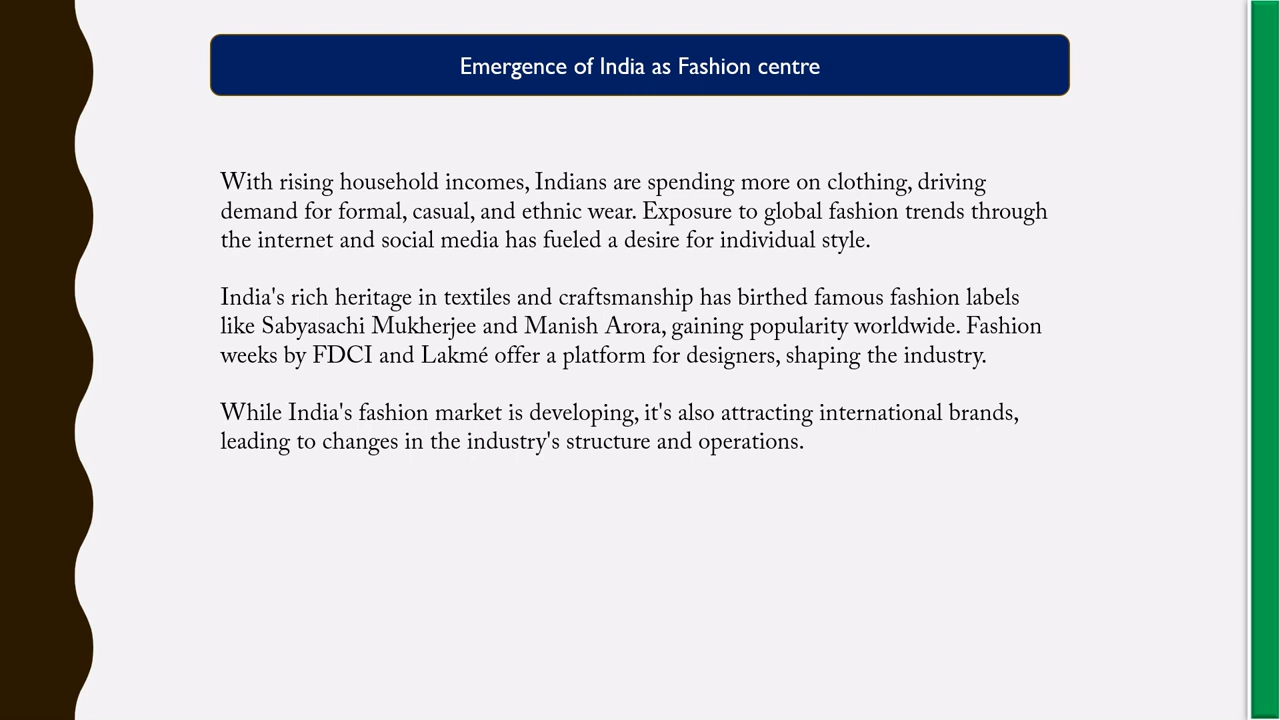 Emergence of India as Fashion centre
With rising household incomes, Indians are spending more on clothing, driving
demand for formal, casual, and ethnic wear. Exposure to global fashion trends through
the internet and social media has fueled a desire for individual style.
India's rich heritage in textiles and craftsmanship has birthed famous fashion labels
like Sabyasachi Mukherjee and Manish Arora, gaining popularity worldwide. Fashion
weeks by FDCI and Lakmé offer a platform for designers, shaping the industry.
While India's fashion market is developing, it's also attracting international brands,
leading to changes in the industry's structure and operations.